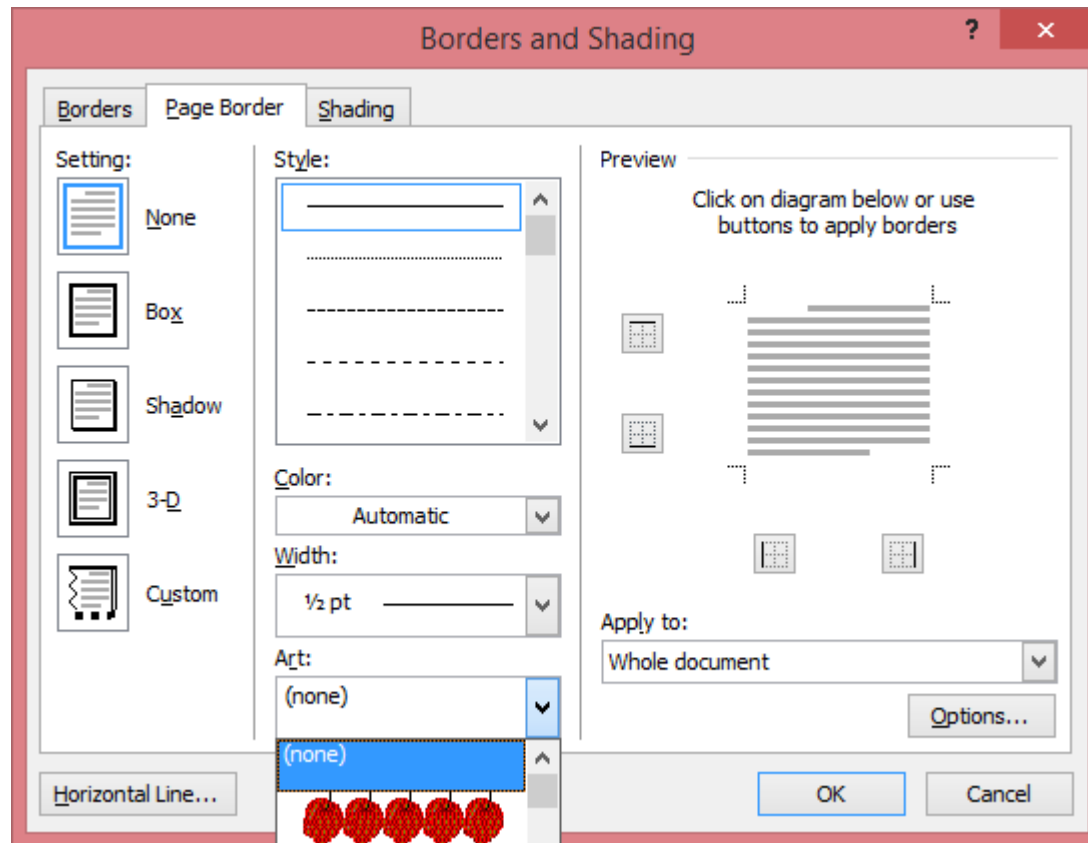 Borders and Shading
?
Borders
Page Border
Shading
Setting:
None
Box
Shadow
3-D
Custom
Style:
Color:
Automatic
Width:
½ pt
Art:
(none)
(none)
Preview
Click on diagram below or use
buttons to apply borders
Apply to:
Whole document
Options...
Horizontal Line...
OK
Cancel